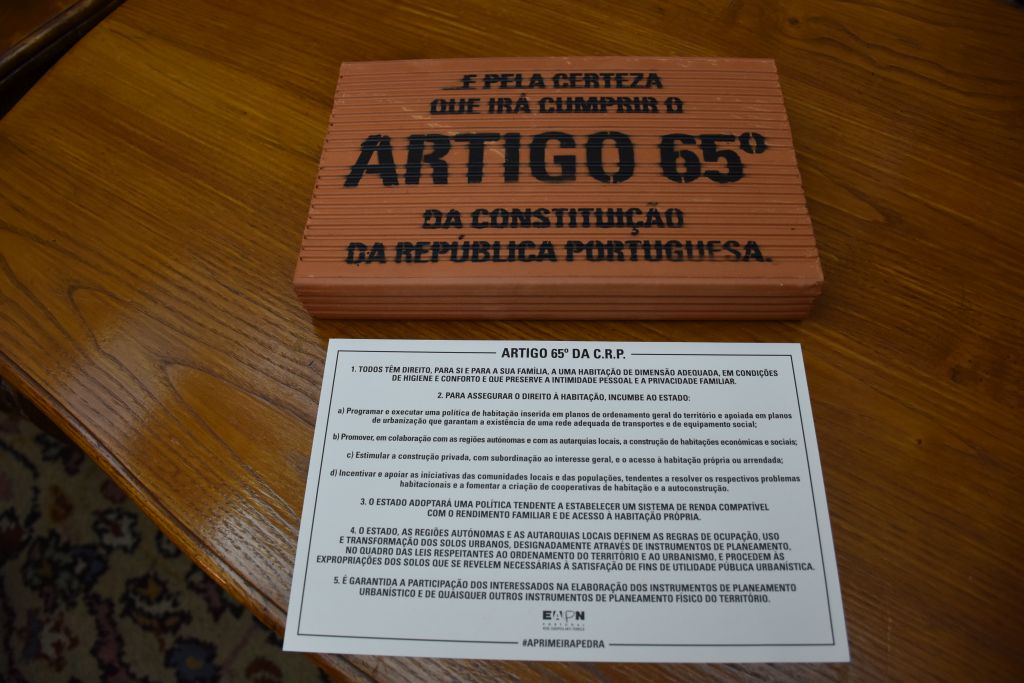 ...E PELA CERTEZA
QUE IRÁ CUMPRIR O
ARTIGO 65º
DA CONSTITUIÇÃO
DA REPÚBLICA PORTUGUESA.
ARTIGO 65º DA C.R.P.
1. TODOS TÊM DIREITO, PARA SI E PARA A SUA FAMÍLIA, A UMA HABITAÇÃO DE DIMENSÃO ADEQUADA, EM CONDIÇÕES
DE HIGIENE E CONFORTO E QUE PRESERVE A INTIMIDADE PESSOAL E A PRIVACIDADE FAMILIAR.
2. PARA ASSEGURAR O DIREITO À HABITAÇÃO, INCUMBE AO ESTADO:
a) Programar e executar uma política de habitação inserida em planos de ordenamento geral do território e apoiada em planos
de urbanização que garantam a existência de uma rede adequada de transportes e de equipamento social;
b) Promover, em colaboração com as regiões autónomas e com as autarquias locais, a construção de habitações económicas e sociais;
c) Estimular a construção privada, com subordinação ao interesse geral, e o acesso à habitação própria ou arrendada;
d) Incentivar e apoiar as iniciativas das comunidades locais e das populações, tendentes a resolver os respectivos problemas
habitacionais e a fomentar a criação de cooperativas de habitação e a autoconstrução.
3. O ESTADO ADOPTARÁ UMA POLÍTICA TENDENTE A ESTABELECER UM SISTEMA DE RENDA COMPATÍVEL
COM O RENDIMENTO FAMILIAR E DE ACESSO À HABITAÇÃO PRÓPRIA.
4. O ESTADO, AS REGIÕES AUTÓNOMAS E AS AUTARQUIAS LOCAIS DEFINEM AS REGRAS DE OCUPAÇÃO, USO
E TRANSFORMAÇÃO DOS SOLOS URBANOS, DESIGNADAMENTE ATRAVÉS DE INSTRUMENTOS DE PLANEAMENTO,
NO QUADRO DAS LEIS RESPEITANTES AO ORDENAMENTO DO TERRITÓRIO E AO URBANISMO, E PROCEDEM ÀS
EXPROPRIAÇÕES DOS SOLOS QUE SE REVELEM NECESSÁRIAS À SATISFAÇÃO DE FINS DE UTILIDADE PÚBLICA URBANÍSTICA.
5. É GARANTIDA A PARTICIPAÇÃO DOS INTERESSADOS NA ELABORAÇÃO DOS INSTRUMENTOS DE PLANEAMENTO
URBANÍSTICO E DE QUAISQUER OUTROS INSTRUMENTOS DE PLANEAMENTO FÍSICO DO TERRITÓRIO.
EAPN
PORTUGAL
#APRIMEIRAPEDRA